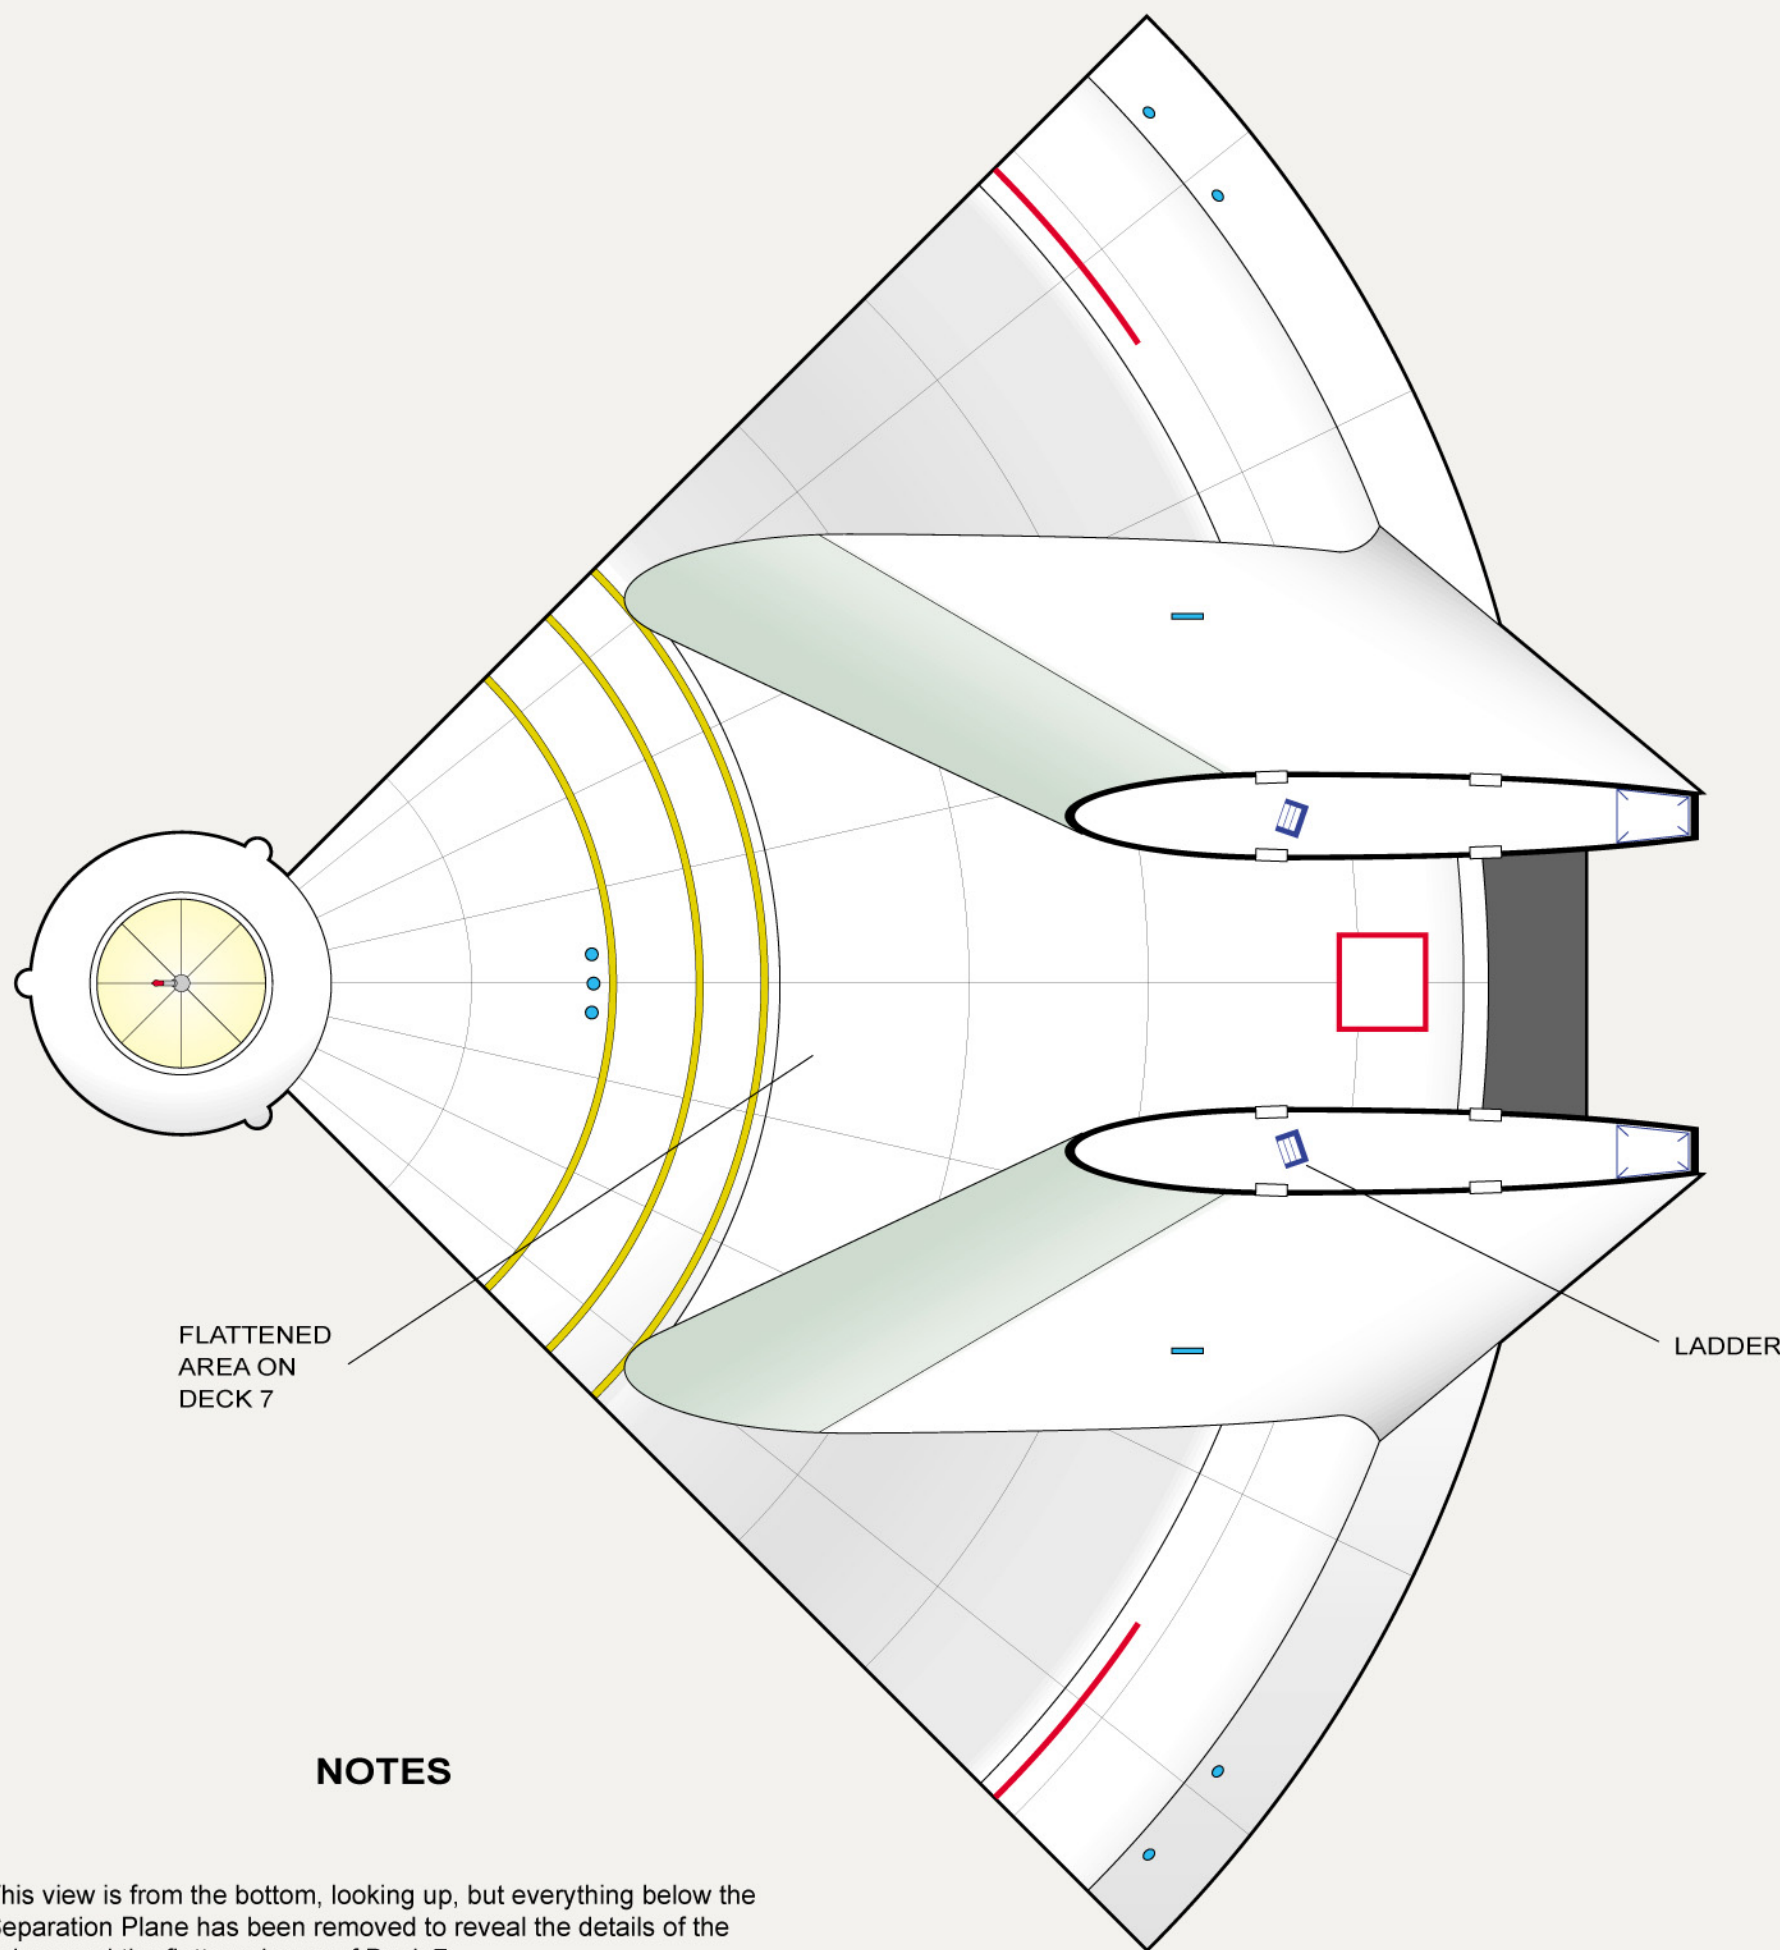 FLATTENED
AREA ON
DECK 7
LADDER
NOTES
his view is from the bottom, looking up, but everything below the
eparation Plane has been removed to reveal the details of the